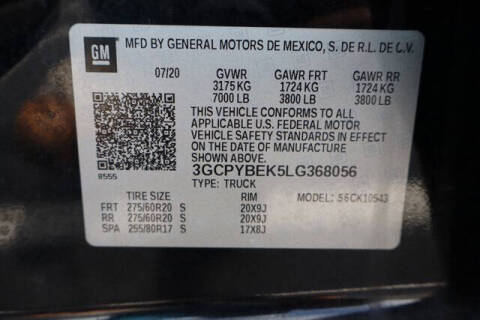 GM
MFD BY GENERAL MOTORS DE MEXICO, S. DE R.L. DE C.V.
07/20 GVWR GAWR FRT GAWR RR
3175 KG 1724 KG 1724 KG
7000 LB 3800 LB 3800 LB
THIS VEHICLE CONFORMS TO ALL
APPLICABLE U.S. FEDERAL MOTOR
VEHICLE SAFETY STANDARDS IN EFFECT
ON THE DATE OF MANUFACTURE
SHOWN ABOVE.
8555 3GCPYBEK5LG368056
TYPE: TRUCK
TIRE SIZE RIM MODEL: 56CK10543
FRT 275/60R20 S 20X9J
RR 275/60R20 S 20X9J
SPA 255/80R17 S 17X8J